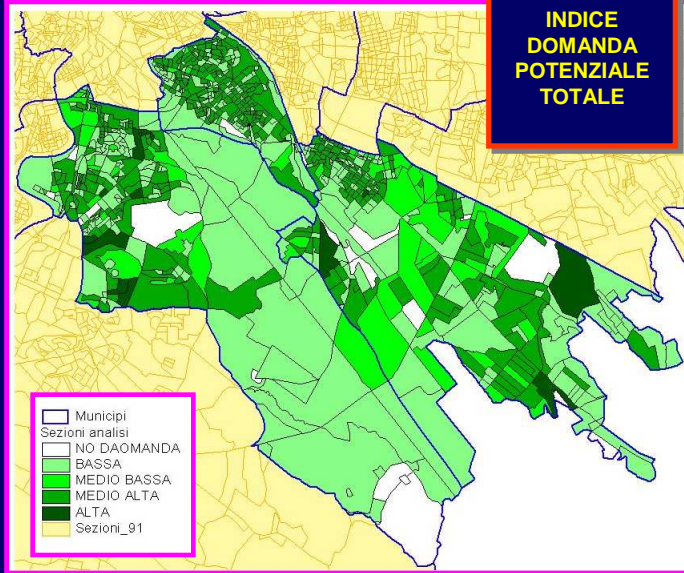 INDICE
DOMANDA
POTENZIALE
TOTALE
Municipi
Sezioni analisi
NO DAOMANDA
BASSA
MEDIO BASSA
MEDIO ALTA
ALTA
Sezioni_91